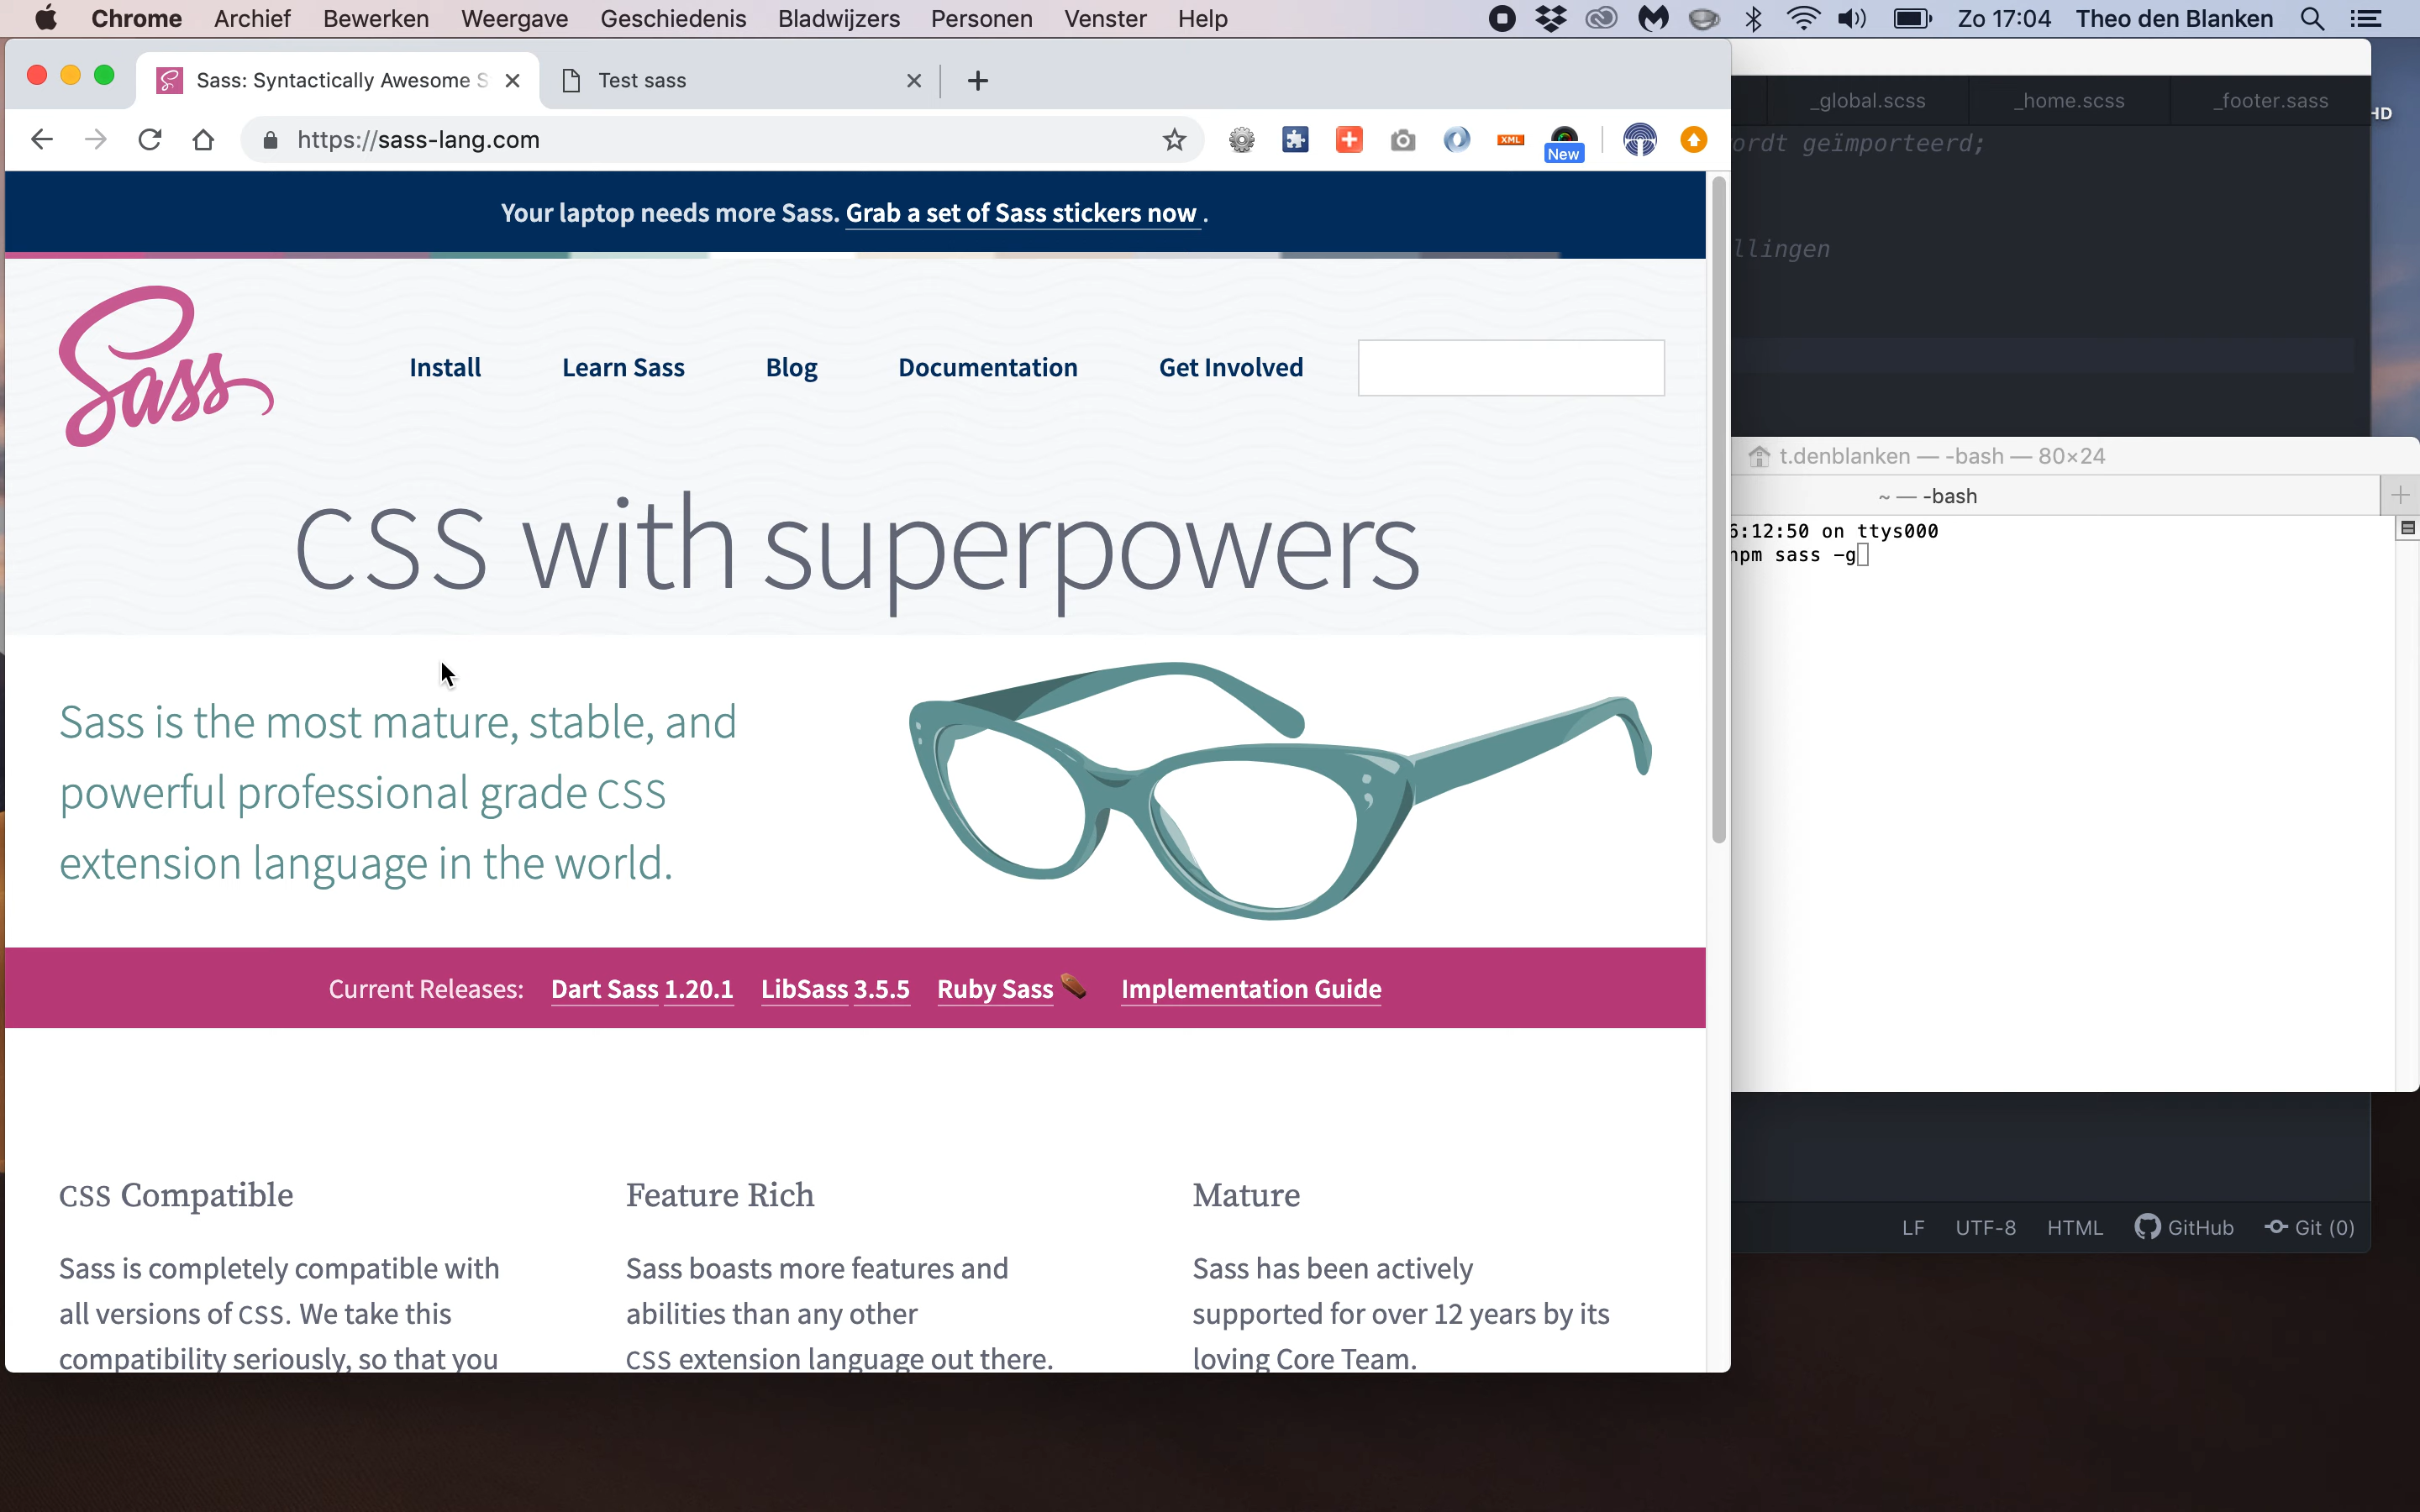 Chrome Archief Bewerken Weergave Geschiedenis Bladwijzers Personen Venster Help Zo 17:04 Theo den Blanken
Sass: Syntactically Awesome S
Test sass
https://sass-lang.com
XML
New
Your laptop needs more Sass. Grab a set of Sass stickers now .
Sass
Install Learn Sass Blog Documentation Get Involved
CSS with superpowers
Sass is the most mature, stable, and
powerful professional grade CSS
extension language in the world.
Current Releases: Dart Sass 1.20.1 LibSass 3.5.5 Ruby Sass Implementation Guide
CSS Compatible
Sass is completely compatible with
all versions of CSS. We take this
compatibility seriously, so that you
Feature Rich
Sass boasts more features and
abilities than any other
CSS extension language out there.
Mature
Sass has been actively
supported for over 12 years by its
loving Core Team.
_global.scss _home.scss _footer.sass
HD
geïmporteerd;
t.denblanken — -bash — 80×24
~ — -bash
6:12:50 on ttys000
npm sass -g
LF UTF-8 HTML GitHub Git (0)